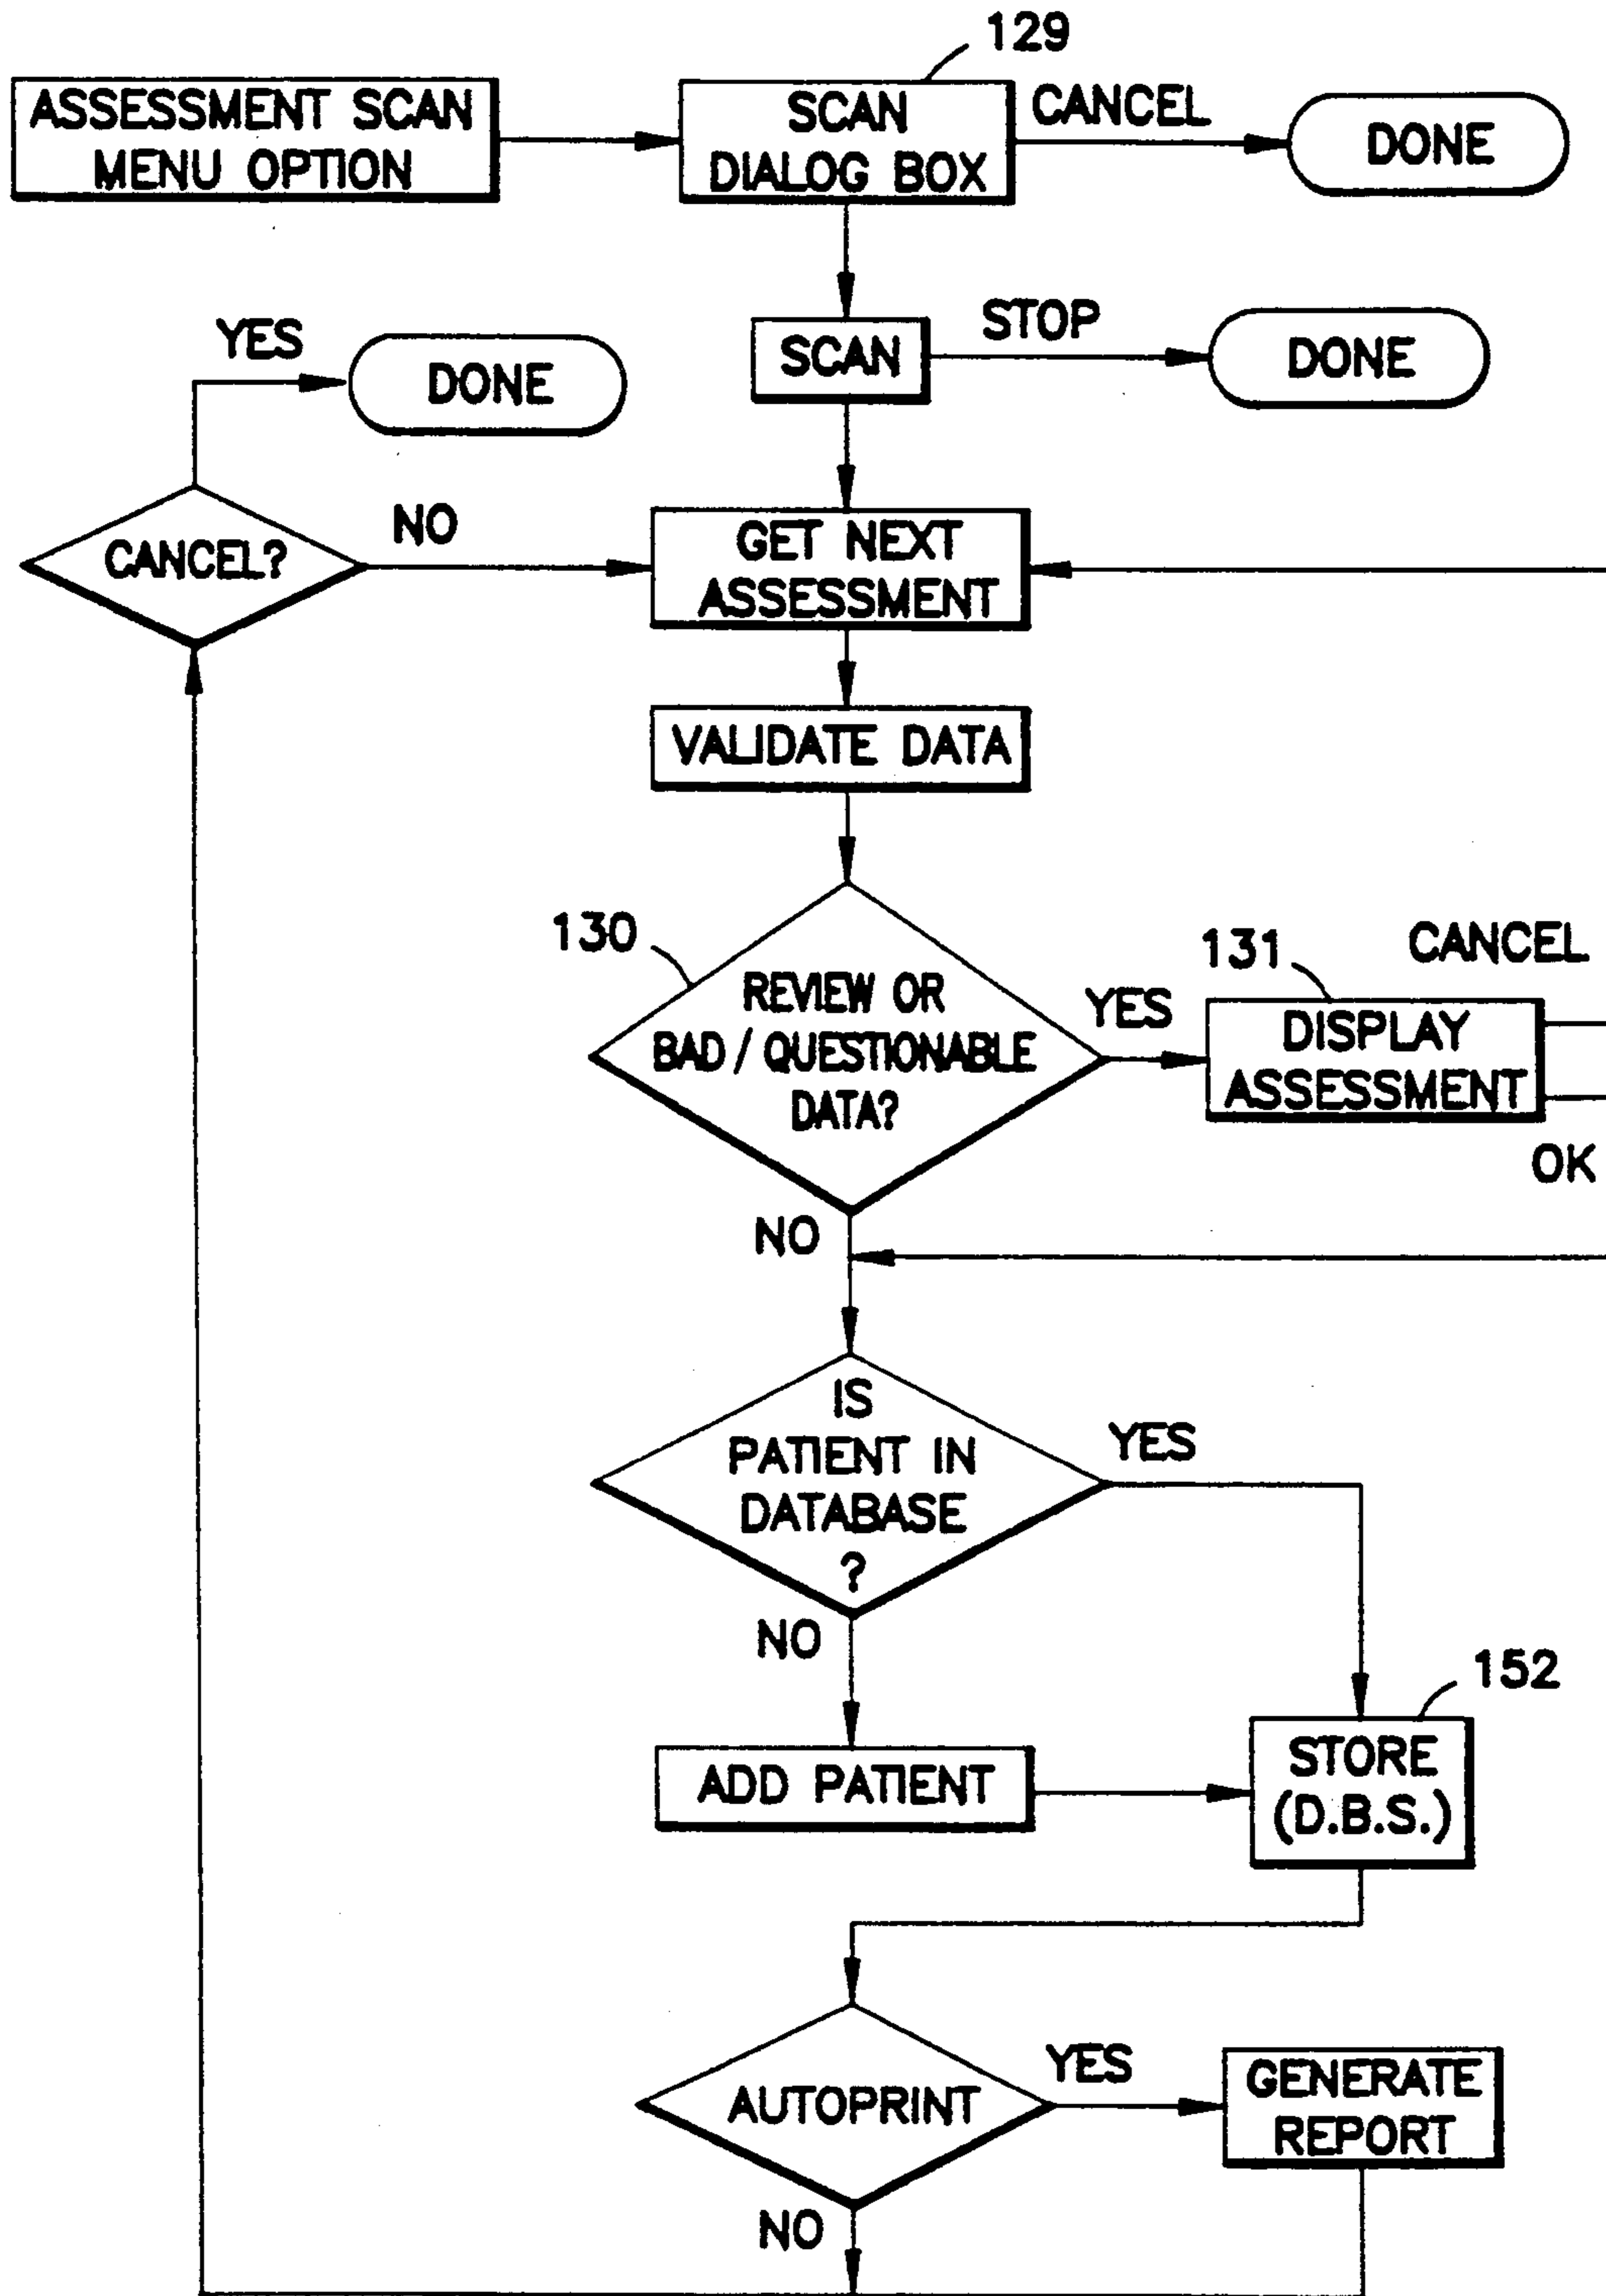 129
ASSESSMENT SCAN
MENU OPTION
SCAN
DIALOG BOX
CANCEL
DONE
YES
DONE
SCAN
STOP
DONE
CANCEL?
NO
GET NEXT
ASSESSMENT
VALIDATE DATA
130
REVIEW OR
BAD / QUESTIONABLE
DATA?
YES
131
CANCEL
DISPLAY
ASSESSMENT
OK
NO
IS
PATIENT IN
DATABASE
?
YES
NO
152
ADD PATIENT
STORE
(D.B.S.)
AUTOPRINT
YES
GENERATE
REPORT
NO